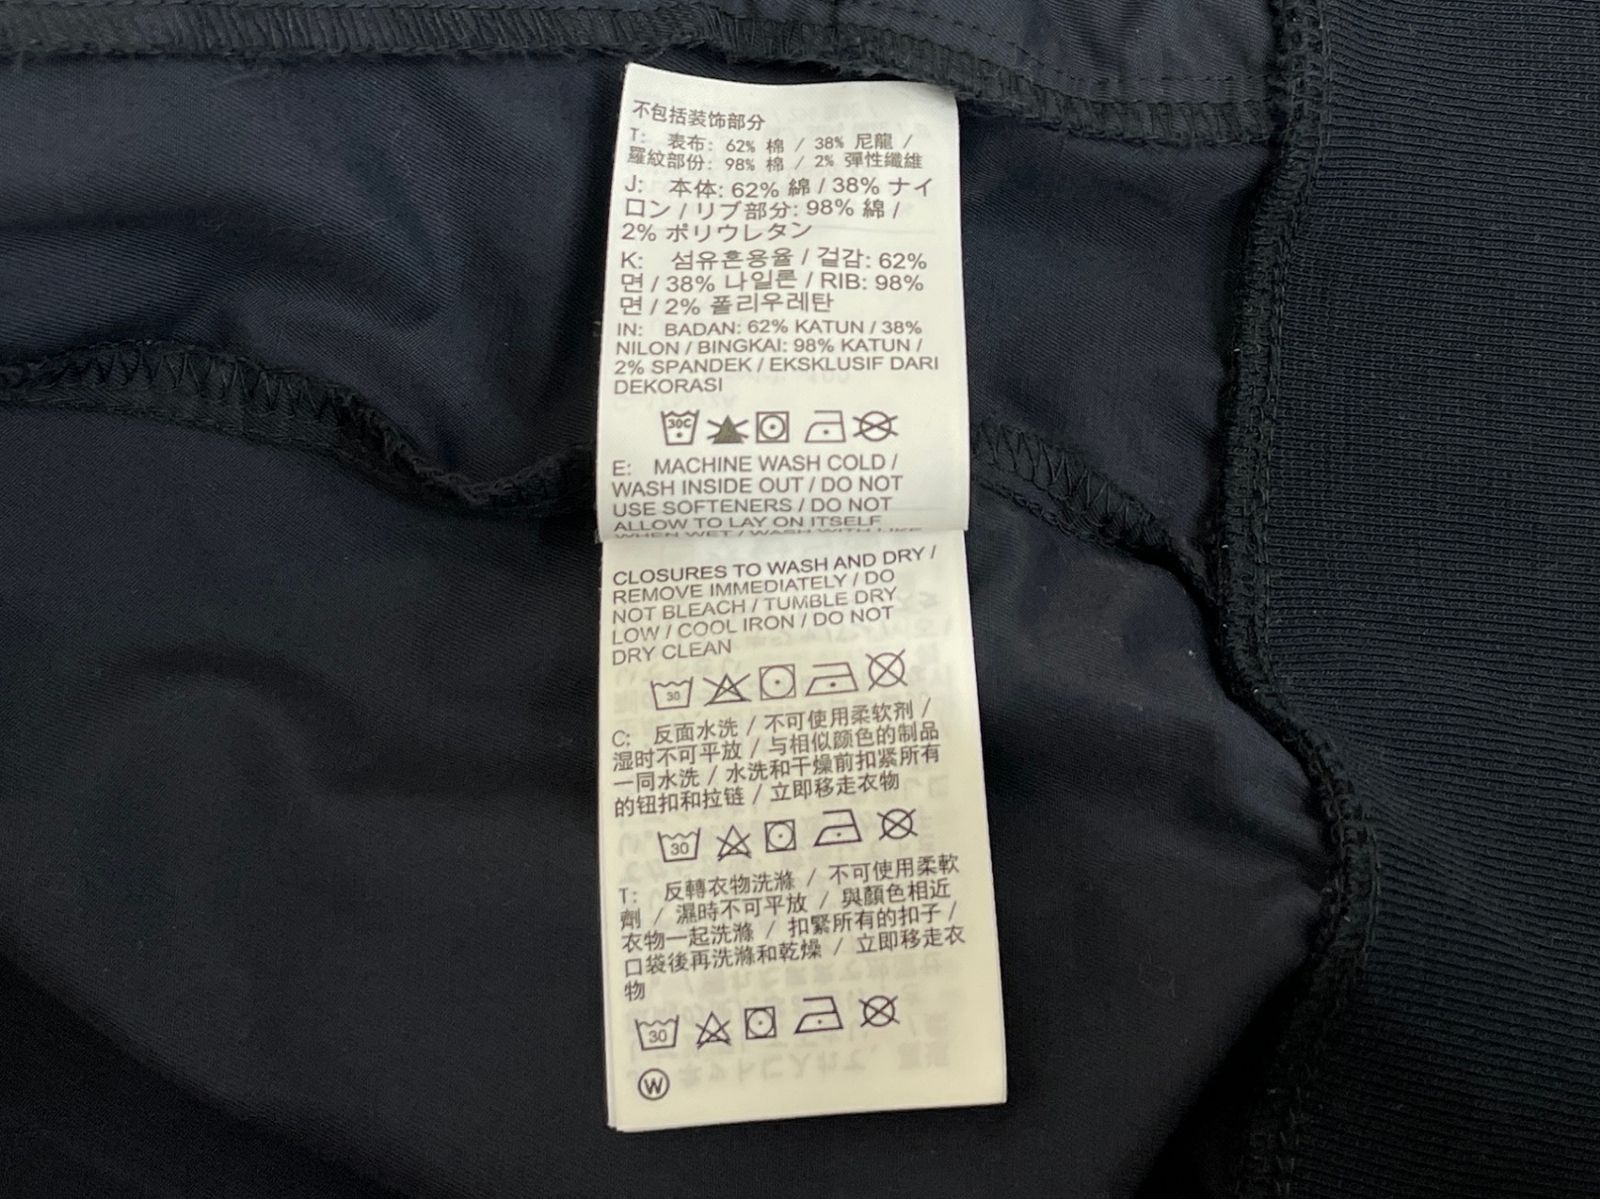 不包括装饰部分
T: 表布: 62% 棉 / 38% 尼龍 /
羅紋部份: 98% 棉 / 2% 彈性纖維
J: 本体: 62% 綿 / 38% ナイ
ロン / リブ部分: 98% 綿 /
2% ポリウレタン
K: 섬유혼용율 / 겉감: 62%
면 / 38% 나일론 / RIB: 98%
면 / 2% 폴리우레탄
IN: BADAN: 62% KATUN / 38%
NILON / BINGKAI: 98% KATUN /
2% SPANDEK / EKSKLUSIF DARI
DEKORASI
30C
E: MACHINE WASH COLD /
WASH INSIDE OUT / DO NOT
USE SOFTENERS / DO NOT
ALLOW TO LAY ON ITSELF
WHEN WET / WASH WITH LIKE
CLOSURES TO WASH AND DRY /
REMOVE IMMEDIATELY / DO
NOT BLEACH / TUMBLE DRY
LOW / COOL IRON / DO NOT
DRY CLEAN
30
C: 反面水洗 / 不可使用柔软剂 /
湿时不可平放 / 与相似颜色的制品
一同水洗 / 水洗和干燥前扣紧所有
的钮扣和拉链 / 立即移走衣物
30
T: 反轉衣物洗滌 / 不可使用柔軟
劑 / 濕時不可平放 / 與顏色相近
衣物一起洗滌 / 扣緊所有的扣子 /
口袋後再洗滌和乾燥 / 立即移走衣
物
30
W